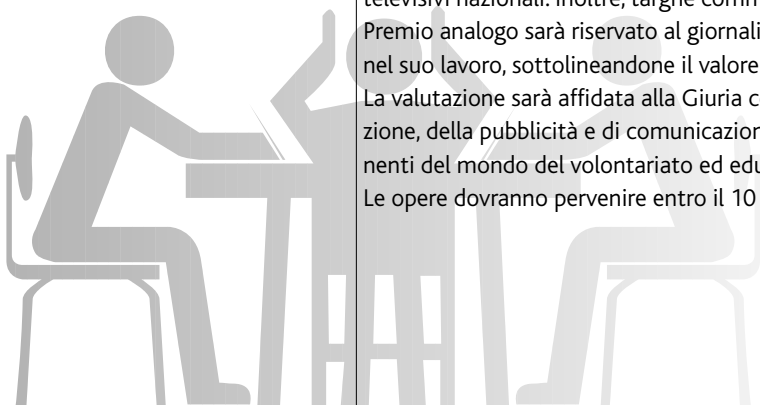 televisivi nazionali. Inoltre, targhe comm
Premio analogo sarà riservato al giornali
nel suo lavoro, sottolineandone il valore
La valutazione sarà affidata alla Giuria c
zione, della pubblicità e di comunicazion
nenti del mondo del volontariato ed edu
Le opere dovranno pervenire entro il 10